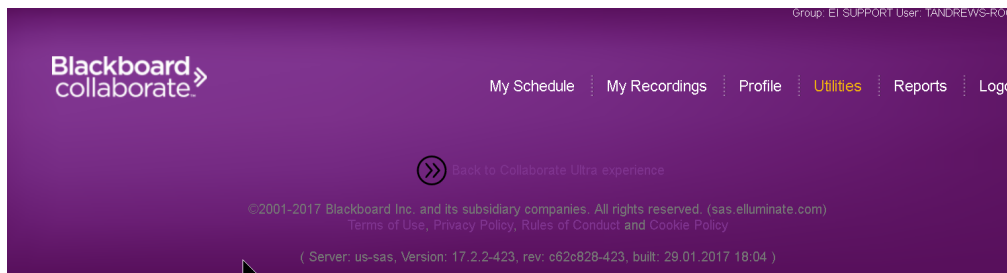 Group: EI SUPPORT User: TANDREWS-RO
Blackboard
collaborate™
My Schedule My Recordings Profile Utilities Reports
Back to Collaborate Ultra experience
©2001-2017 Blackboard Inc. and its subsidiary companies. All rights reserved. (sas.elluminate.com)
Terms of Use, Privacy Policy, Rules of Conduct and Cookie Policy
( Server: us-sas, Version: 17.2.2-423, rev: c62c828-423, built: 29.01.2017 18:04 )